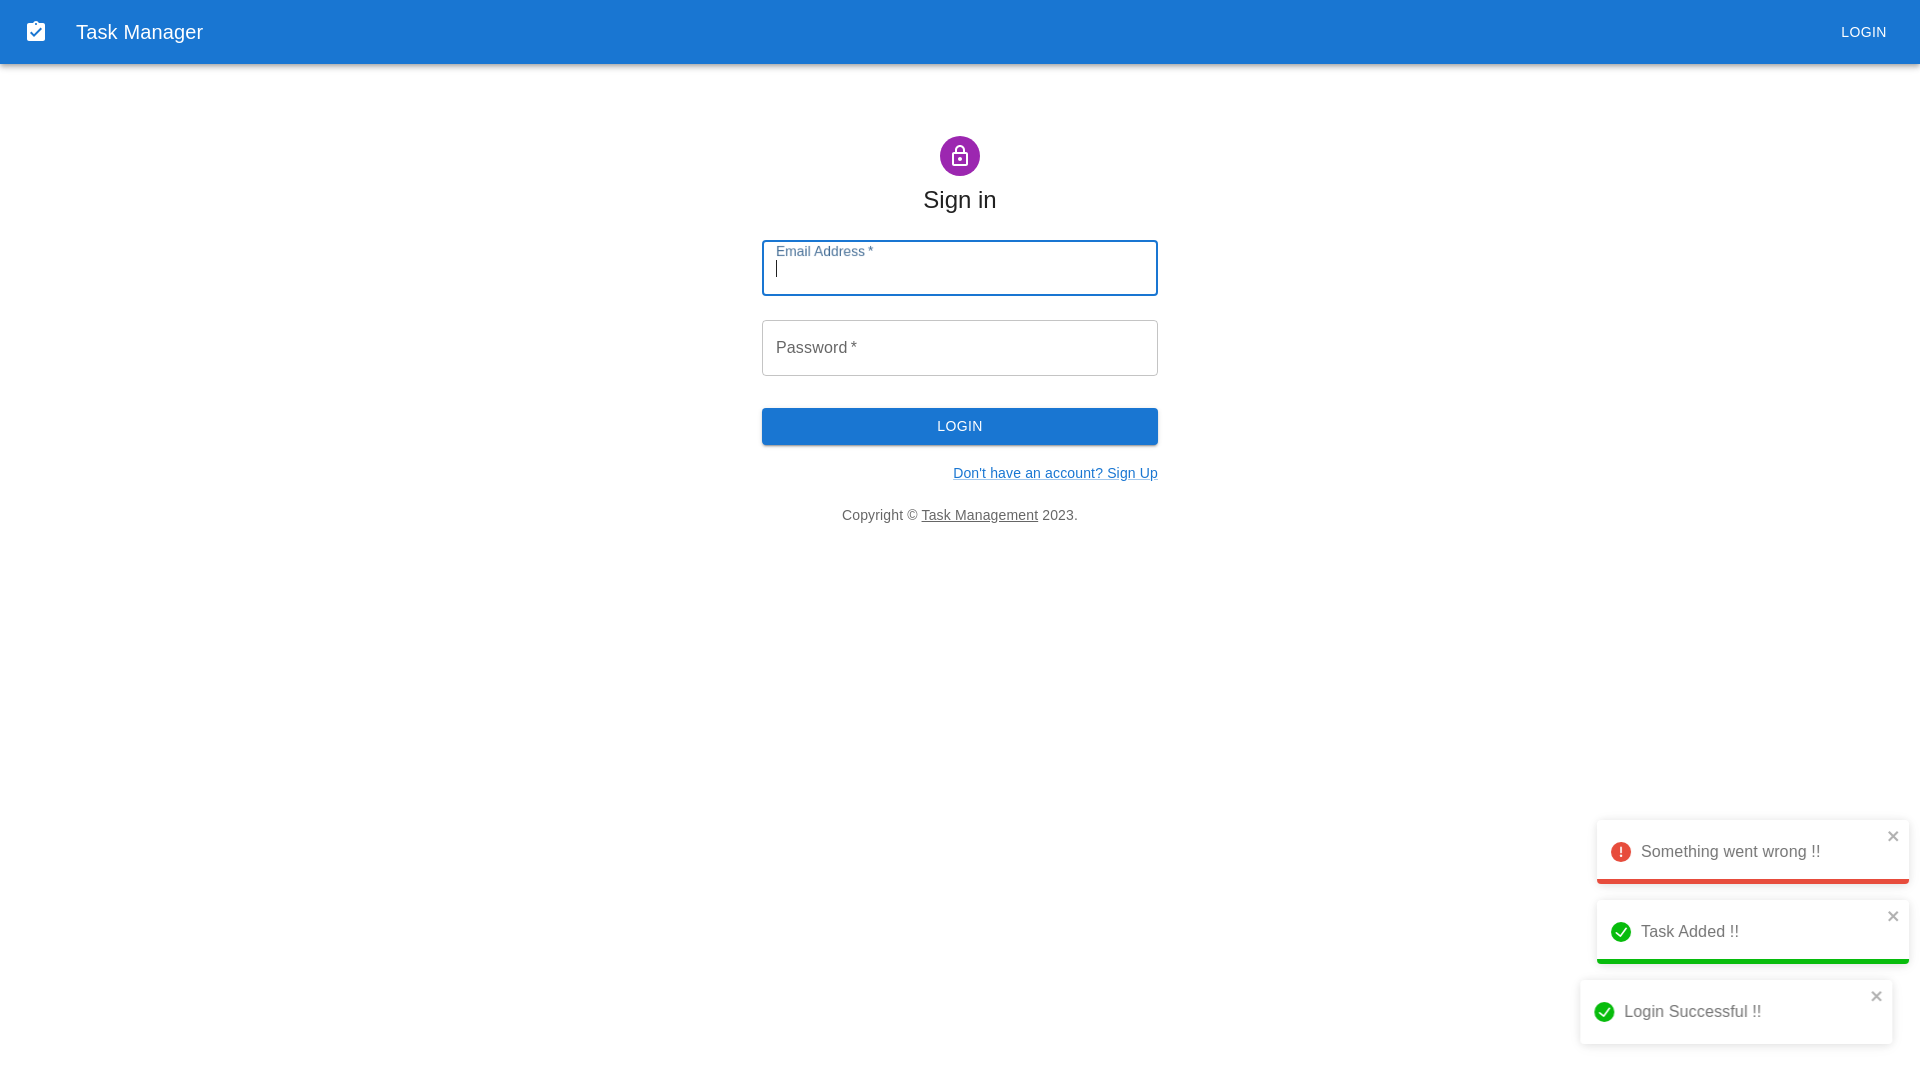 Task Manager
LOGIN
Sign in
Email Address *
Password *
LOGIN
Don't have an account? Sign Up
Copyright © Task Management 2023.
Something went wrong !!
Task Added !!
Login Successful !!